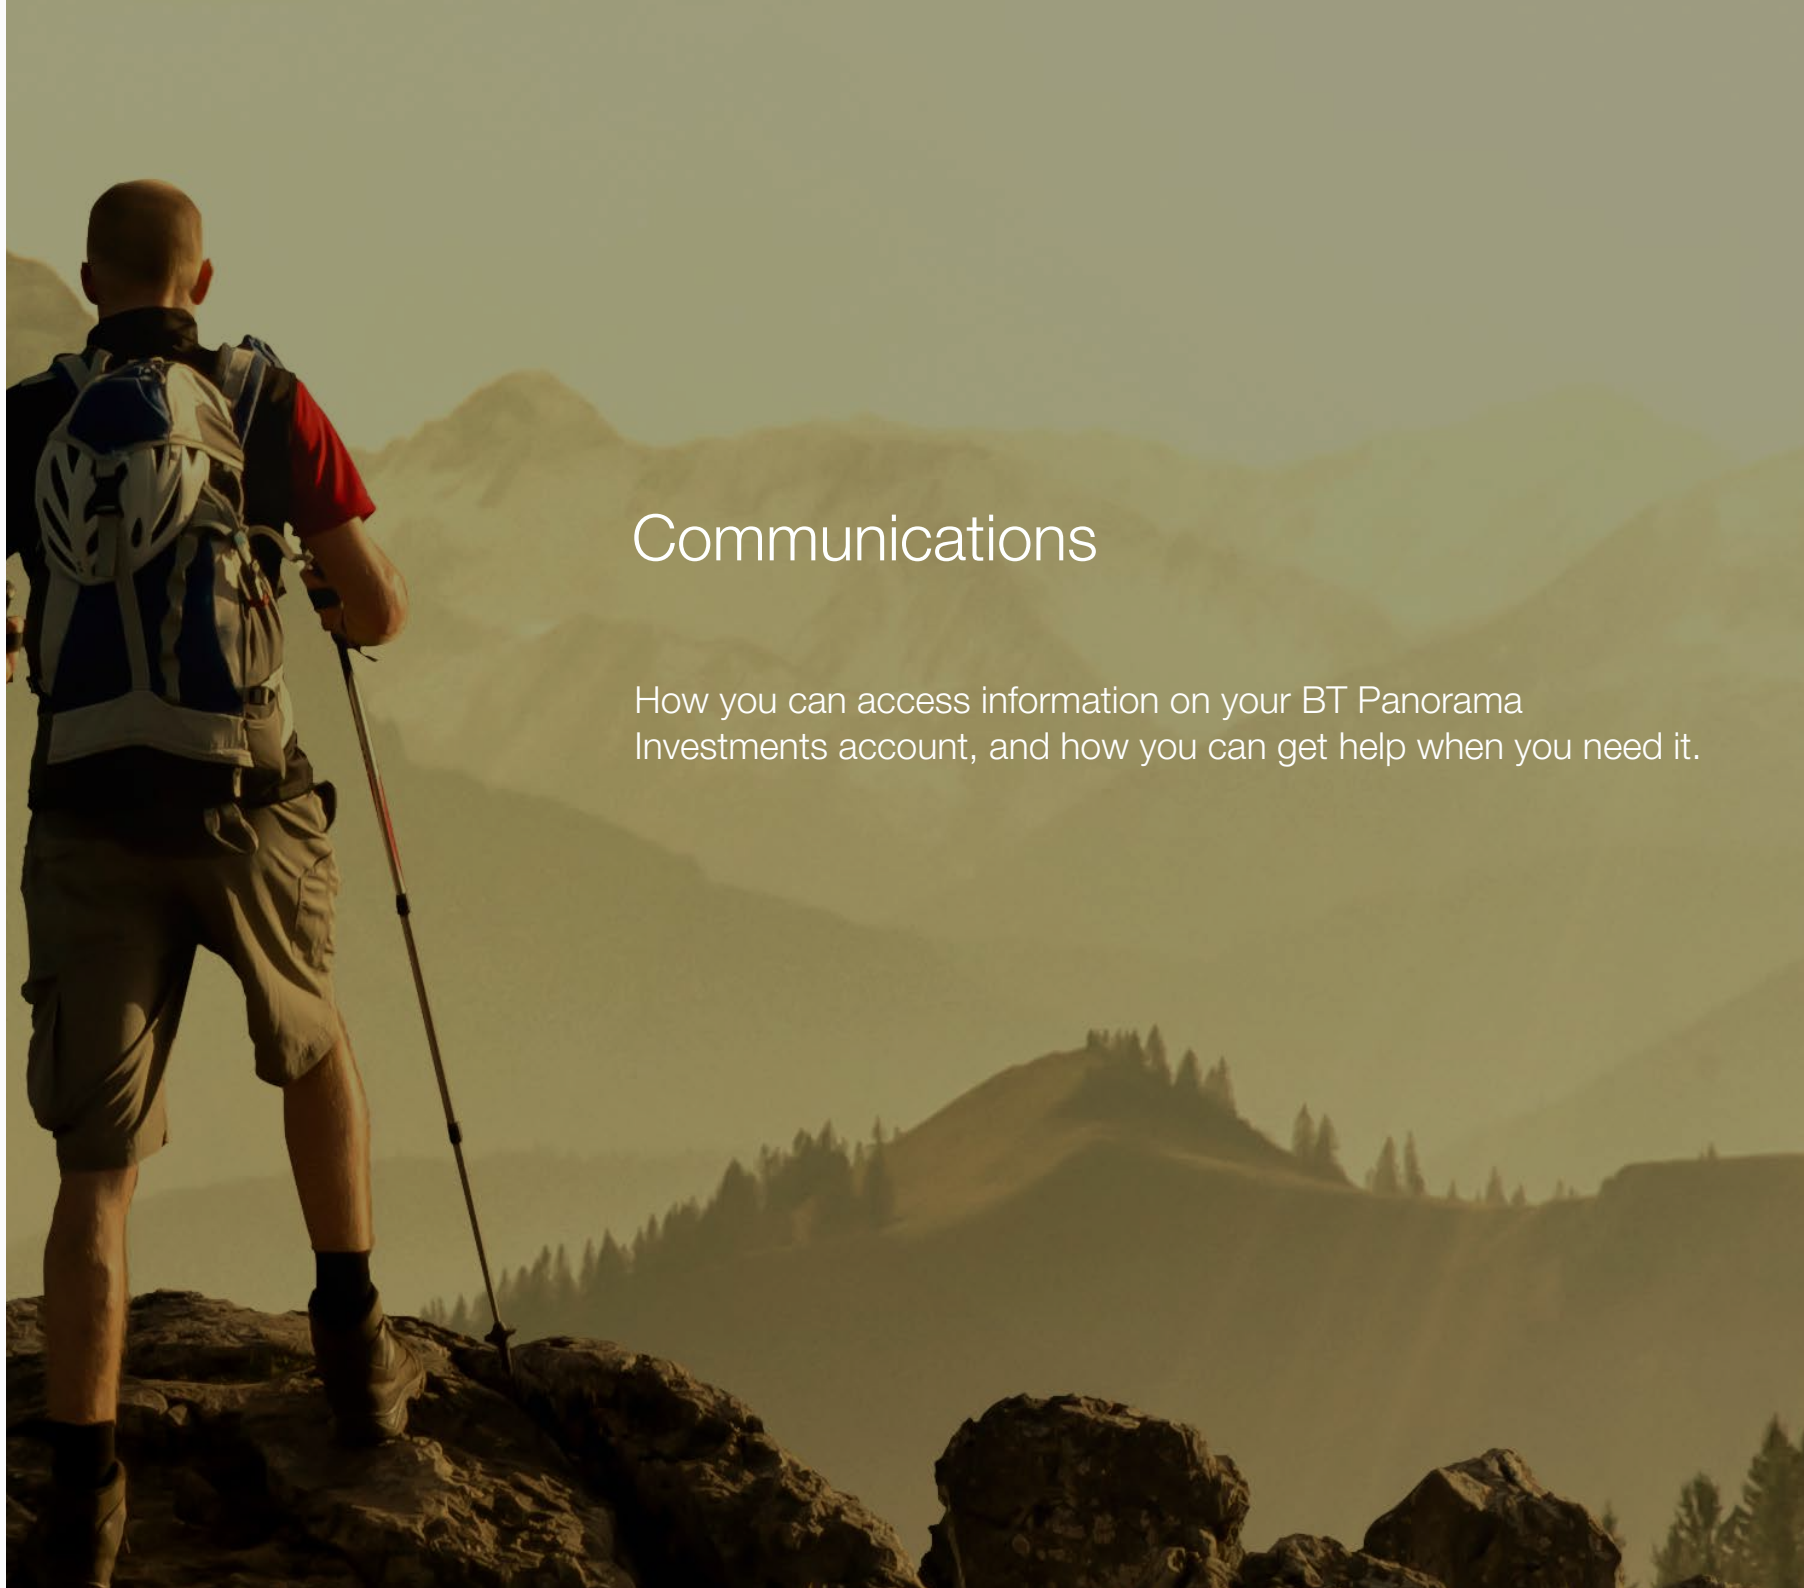 Communications
How you can access information on your BT Panorama
Investments account, and how you can get help when you need it.